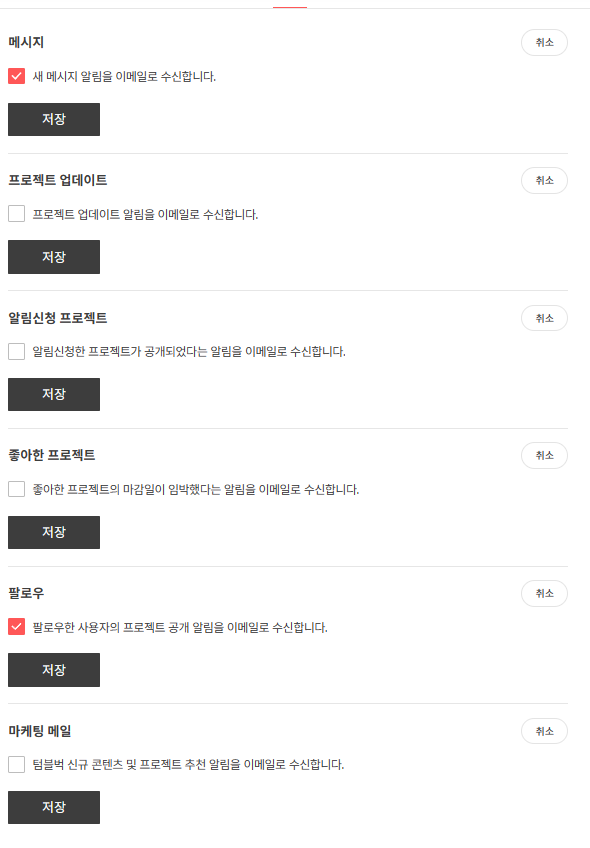 메시지
취소
새 메시지 알림을 이메일로 수신합니다.
저장
프로젝트 업데이트
취소
프로젝트 업데이트 알림을 이메일로 수신합니다.
저장
알림신청 프로젝트
취소
알림신청한 프로젝트가 공개되었다는 알림을 이메일로 수신합니다.
저장
좋아한 프로젝트
취소
좋아한 프로젝트의 마감일이 임박했다는 알림을 이메일로 수신합니다.
저장
팔로우
취소
팔로우한 사용자의 프로젝트 공개 알림을 이메일로 수신합니다.
저장
마케팅 메일
취소
텀블벅 신규 콘텐츠 및 프로젝트 추천 알림을 이메일로 수신합니다.
저장